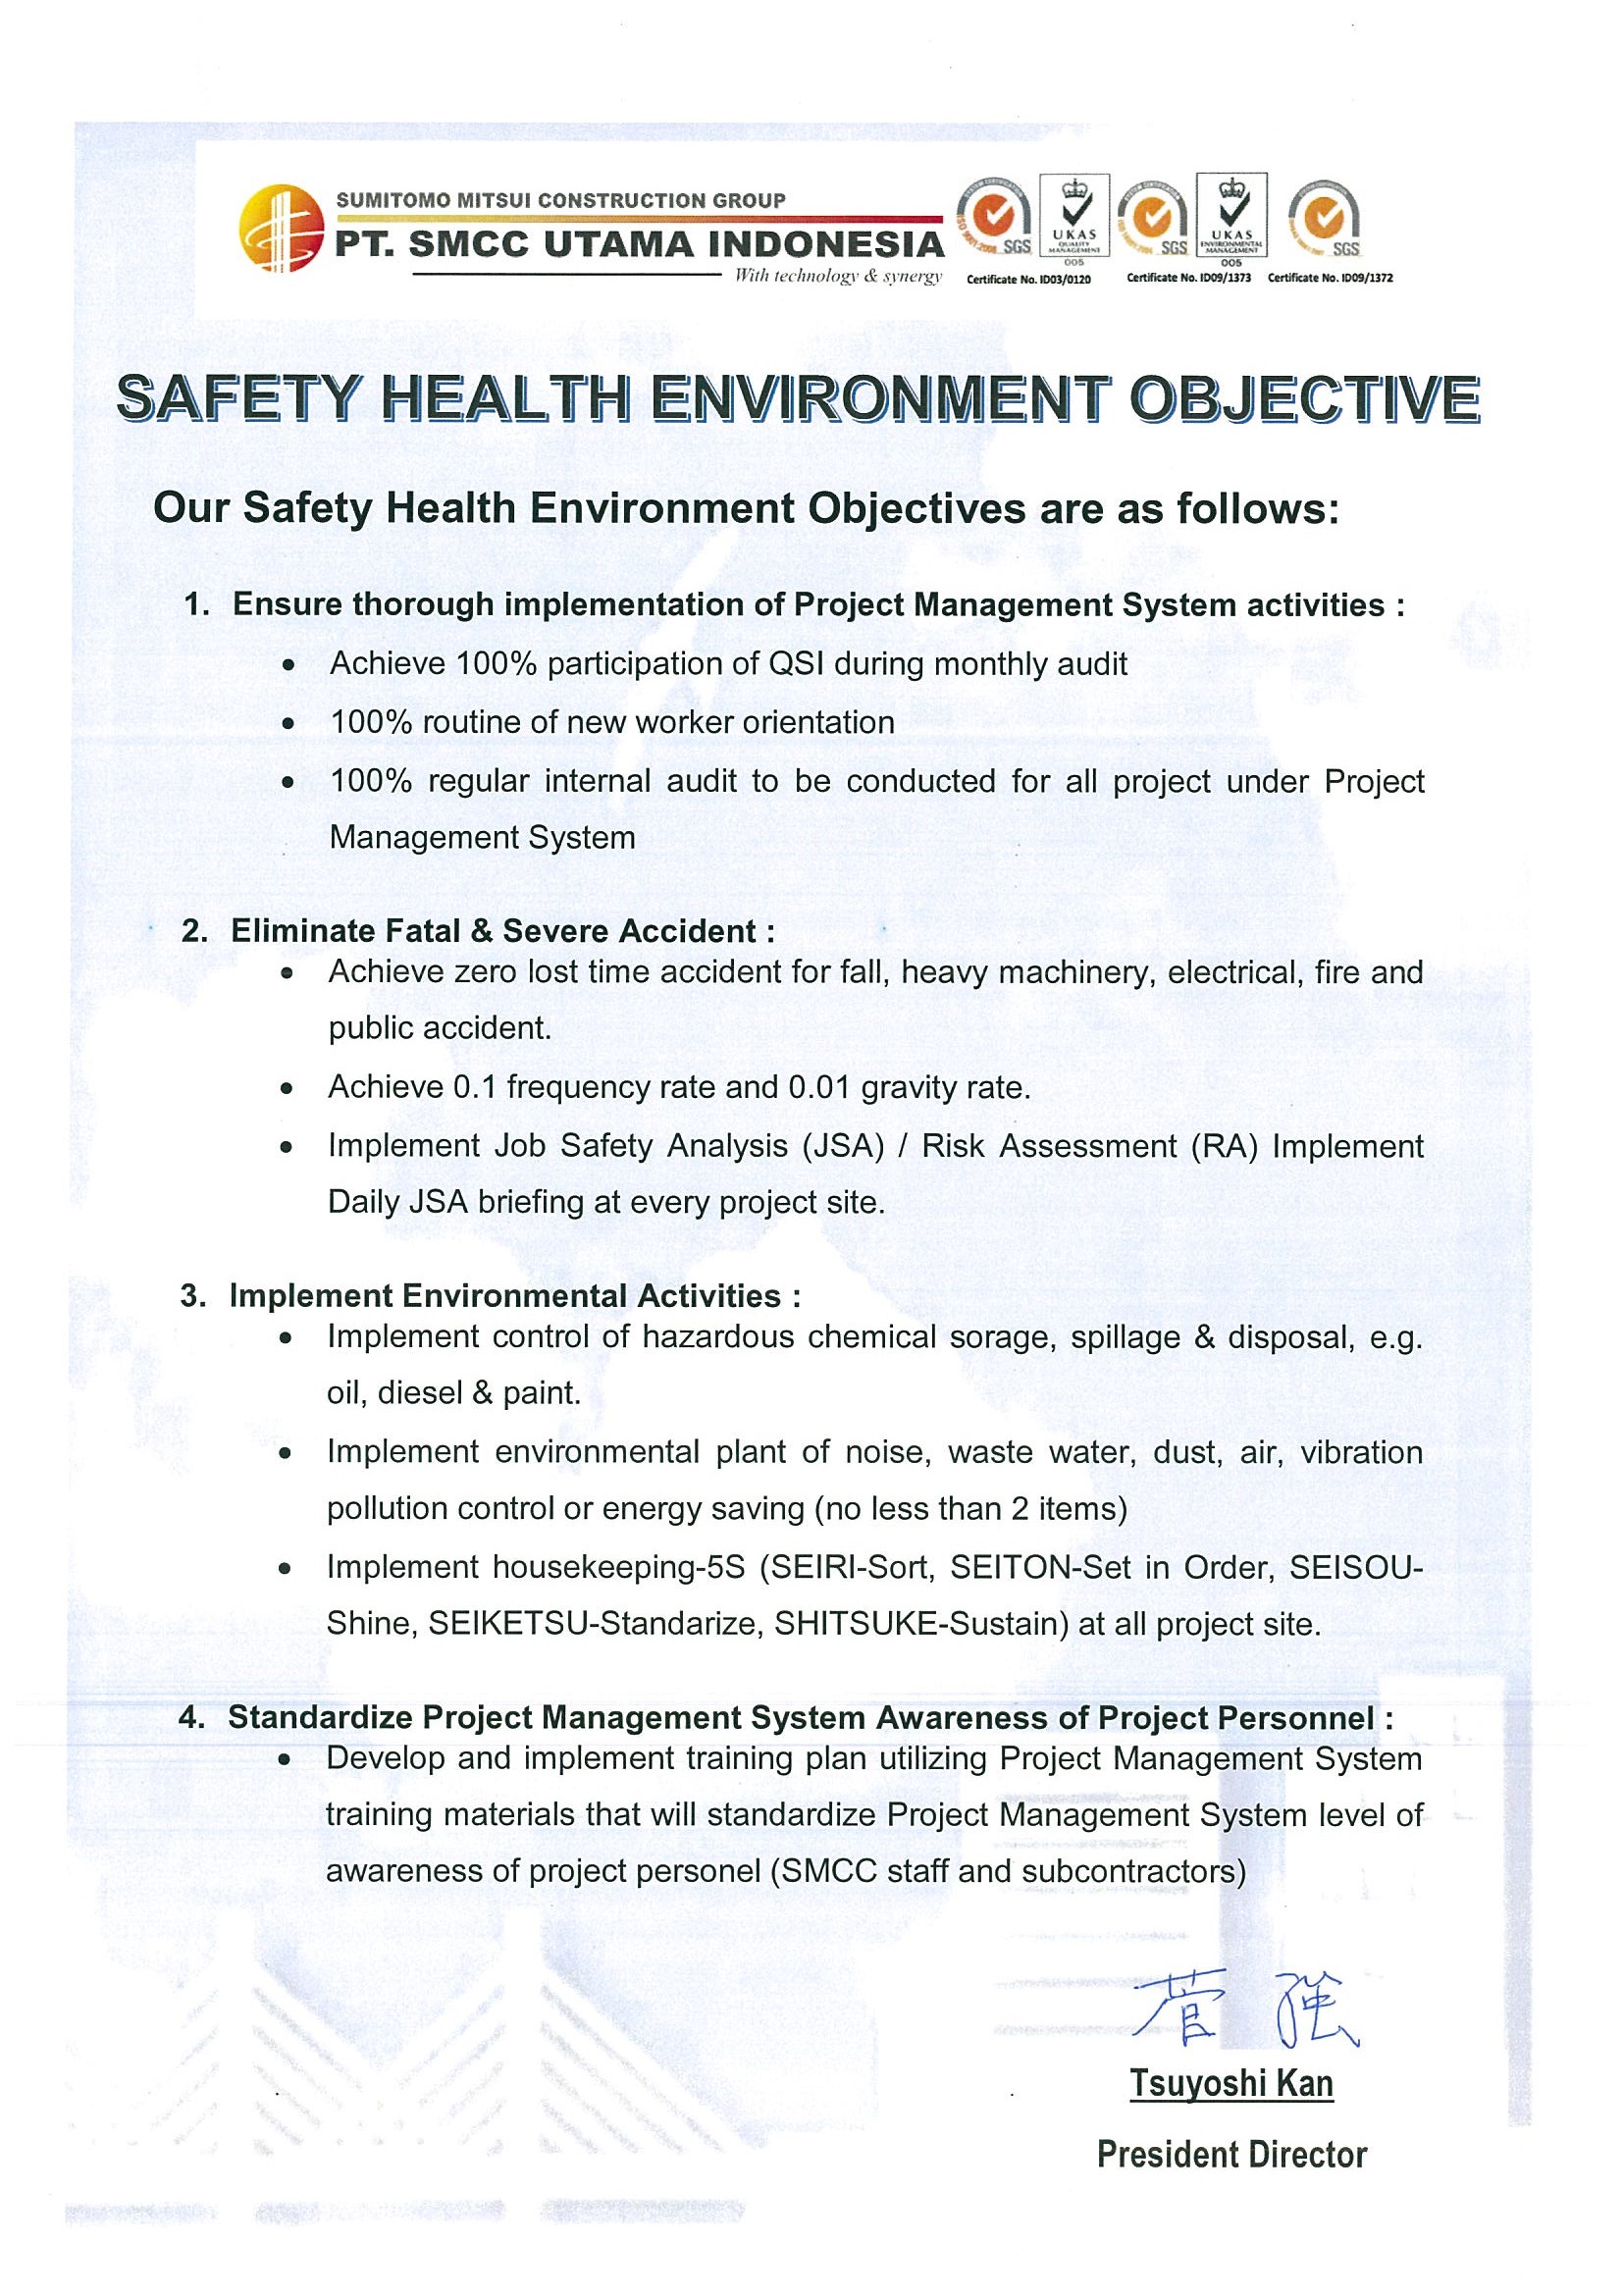 SUMITOMO MITSUI CONSTRUCTION GROUP
PT. SMCC UTAMA INDONESIA
With technology & synergy
ISO 9001:2008 SGS
UKAS
QUALITY
MANAGEMENT
005
SGS
UKAS
ENVIRONMENTAL
MANAGEMENT
005
SGS
Certificate No. ID03/0120
Certificate No. ID09/1373
Certificate No. ID09/1372
SAFETY HEALTH ENVIRONMENT OBJECTIVE
Our Safety Health Environment Objectives are as follows:
1. Ensure thorough implementation of Project Management System activities :
• Achieve 100% participation of QSI during monthly audit
• 100% routine of new worker orientation
• 100% regular internal audit to be conducted for all project under Project
Management System
2. Eliminate Fatal & Severe Accident :
• Achieve zero lost time accident for fall, heavy machinery, electrical, fire and
public accident.
• Achieve 0.1 frequency rate and 0.01 gravity rate.
• Implement Job Safety Analysis (JSA) / Risk Assessment (RA) Implement
Daily JSA briefing at every project site.
3. Implement Environmental Activities :
• Implement control of hazardous chemical sorage, spillage & disposal, e.g.
oil, diesel & paint.
• Implement environmental plant of noise, waste water, dust, air, vibration
pollution control or energy saving (no less than 2 items)
• Implement housekeeping-5S (SEIRI-Sort, SEITON-Set in Order, SEISOU-
Shine, SEIKETSU-Standarize, SHITSUKE-Sustain) at all project site.
4. Standardize Project Management System Awareness of Project Personnel :
• Develop and implement training plan utilizing Project Management System
training materials that will standardize Project Management System level of
awareness of project personel (SMCC staff and subcontractors)
菅 強
Tsuyoshi Kan
President Director